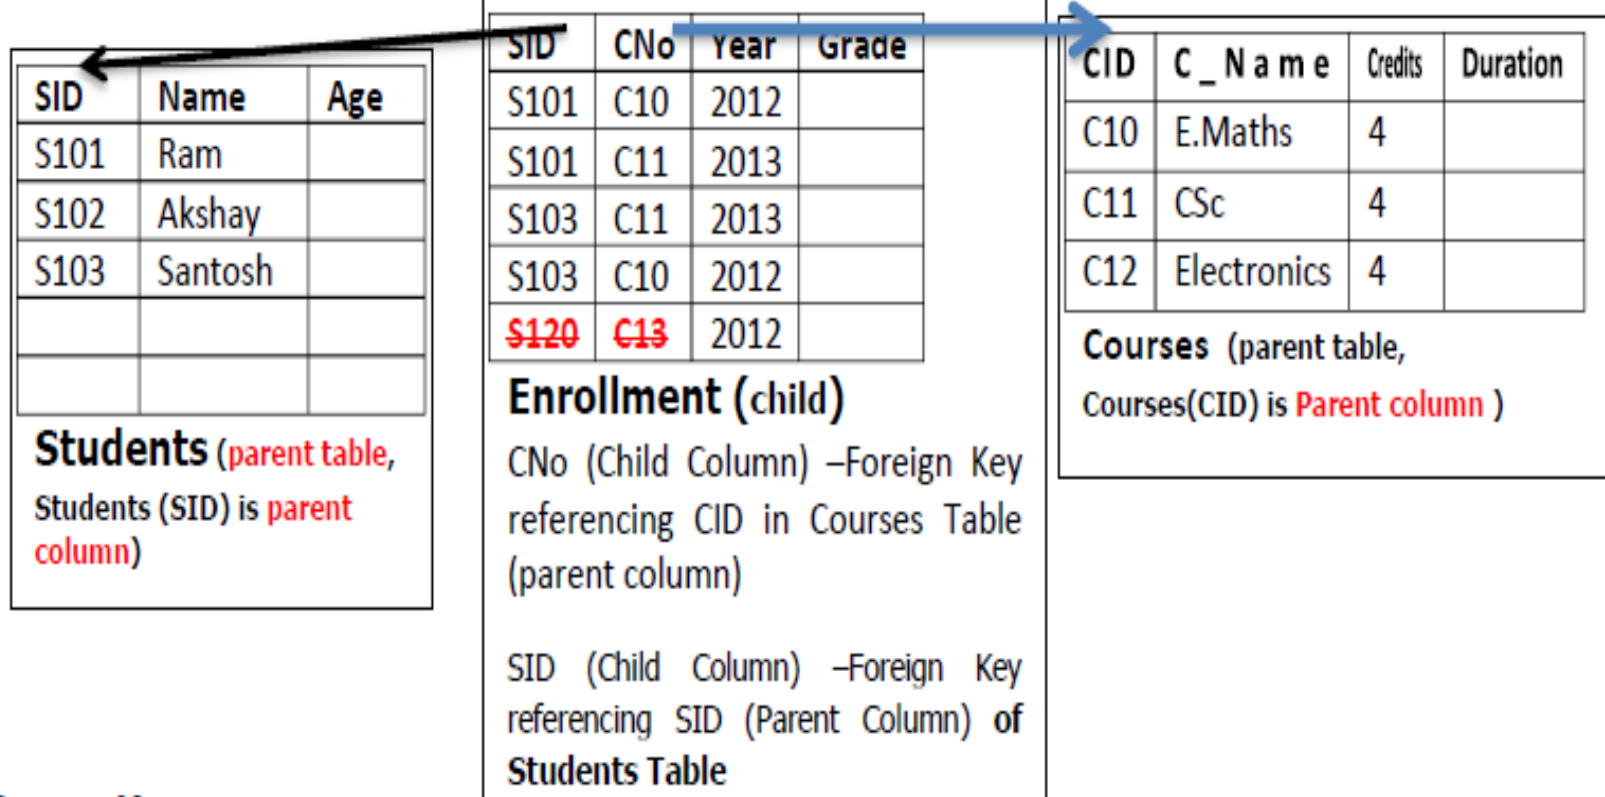 SID Name Age
S101 Ram
S102 Akshay
S103 Santosh
Students (parent table,
Students (SID) is parent
column)
SID CNo Year Grade
S101 C10 2012
S101 C11 2013
S103 C11 2013
S103 C10 2012
S120 C13 2012
Enrollment (child)
CNo (Child Column) –Foreign Key
referencing CID in Courses Table
(parent column)
SID (Child Column) –Foreign Key
referencing SID (Parent Column) of
Students Table
CID C_Name Credits Duration
C10 E.Maths 4
C11 CSc 4
C12 Electronics 4
Courses (parent table,
Courses(CID) is Parent column )